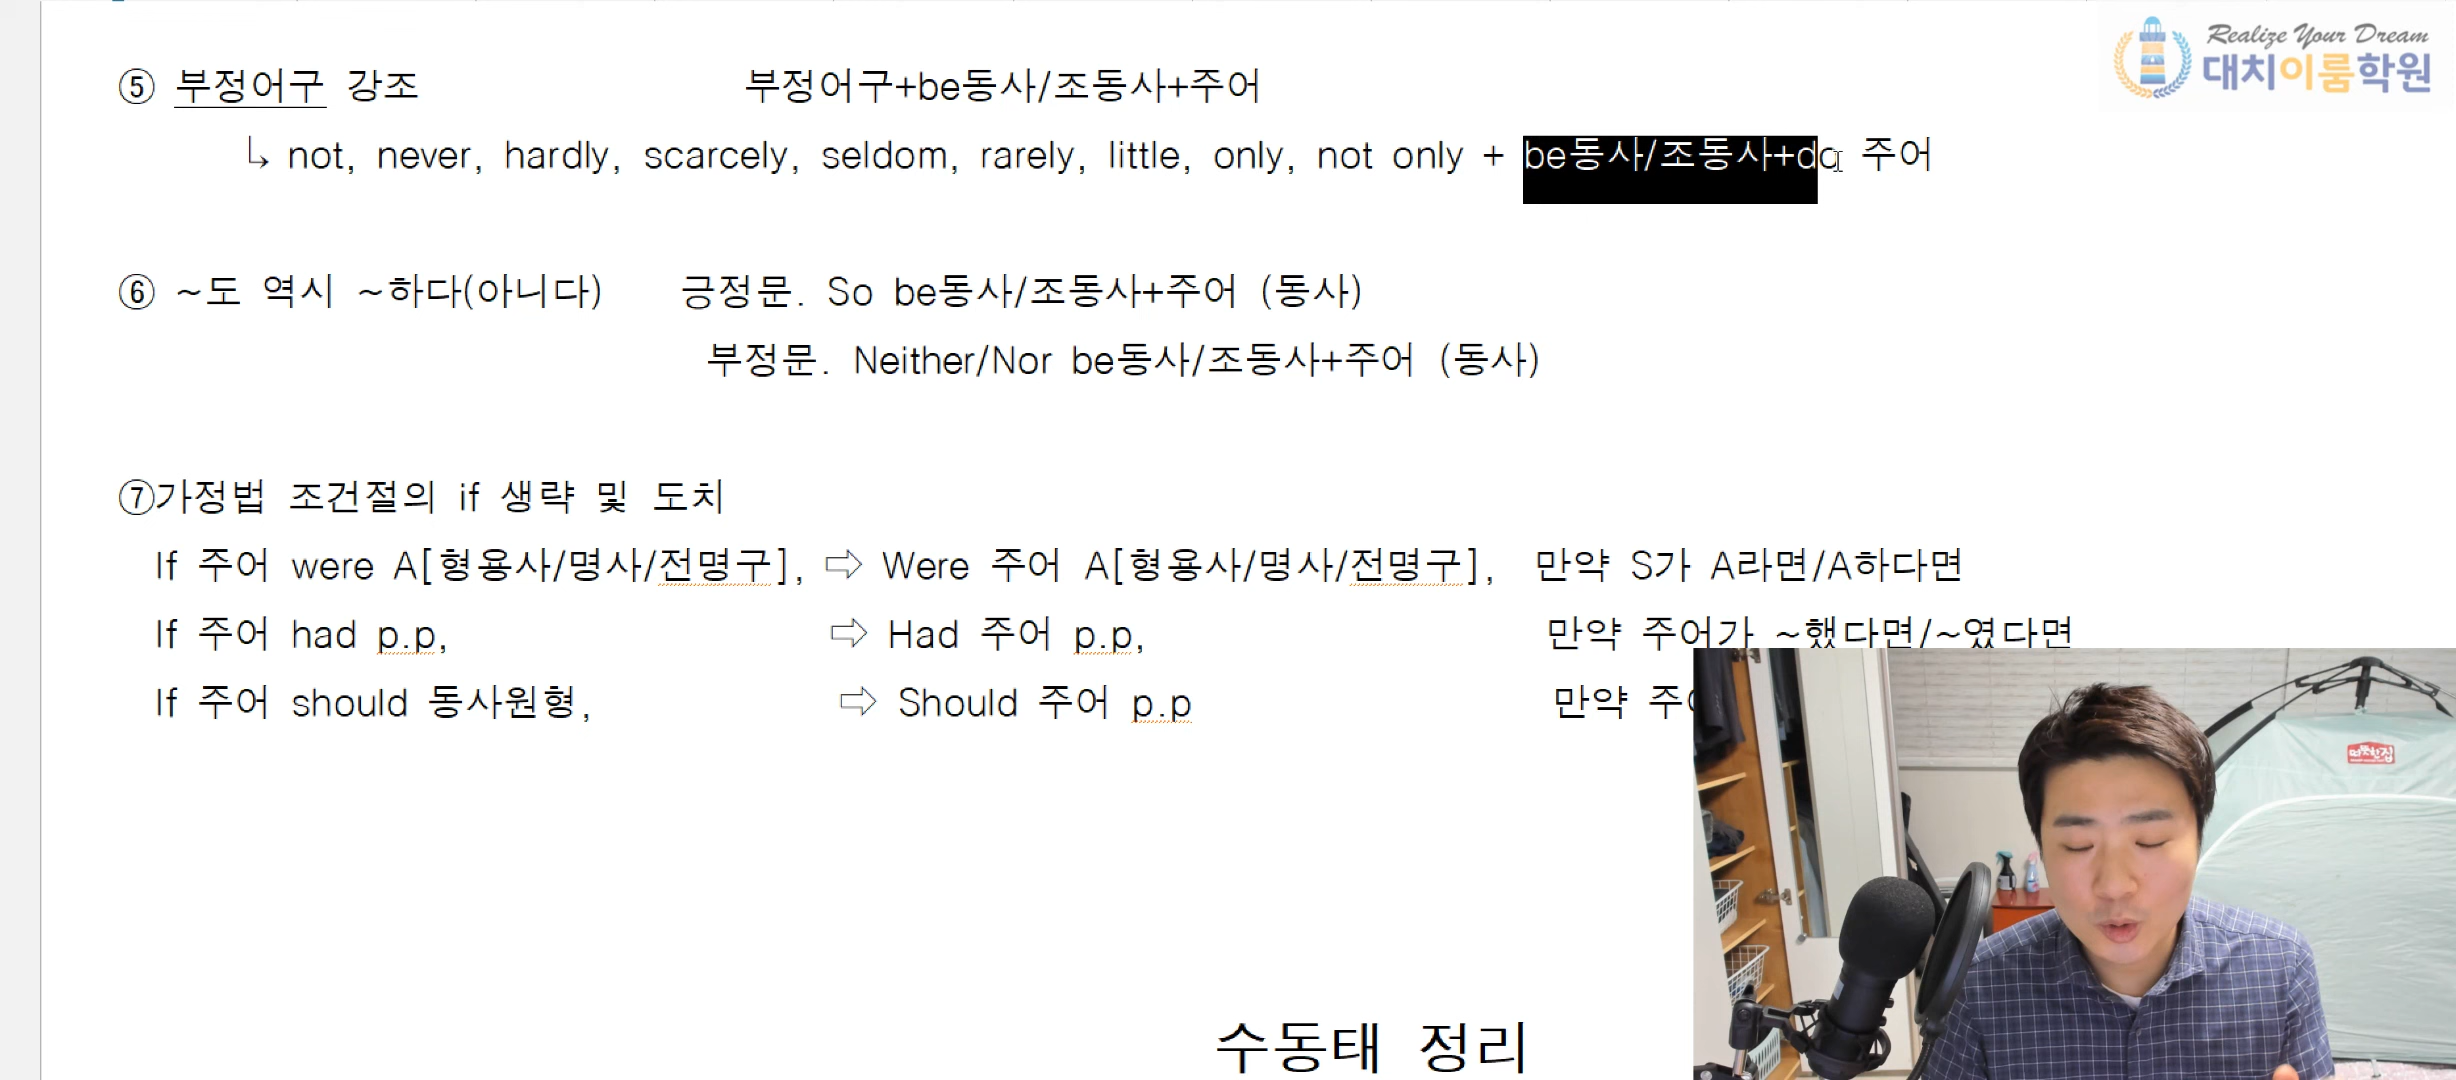 Realize Your Dream
대치이룸학원
⑤ 부정어구 강조 부정어구+be동사/조동사+주어
↳ not, never, hardly, scarcely, seldom, rarely, little, only, not only + be동사/조동사+do 주어
⑥ ~도 역시 ~하다(아니다) 긍정문. So be동사/조동사+주어 (동사)
부정문. Neither/Nor be동사/조동사+주어 (동사)
⑦가정법 조건절의 if 생략 및 도치
If 주어 were A[형용사/명사/전명구], ⇨ Were 주어 A[형용사/명사/전명구], 만약 S가 A라면/A하다면
If 주어 had p.p, ⇨ Had 주어 p.p, 만약 주어가 ~했다면/~였다면
If 주어 should 동사원형, ⇨ Should 주어 p.p 만약
수동태 정리